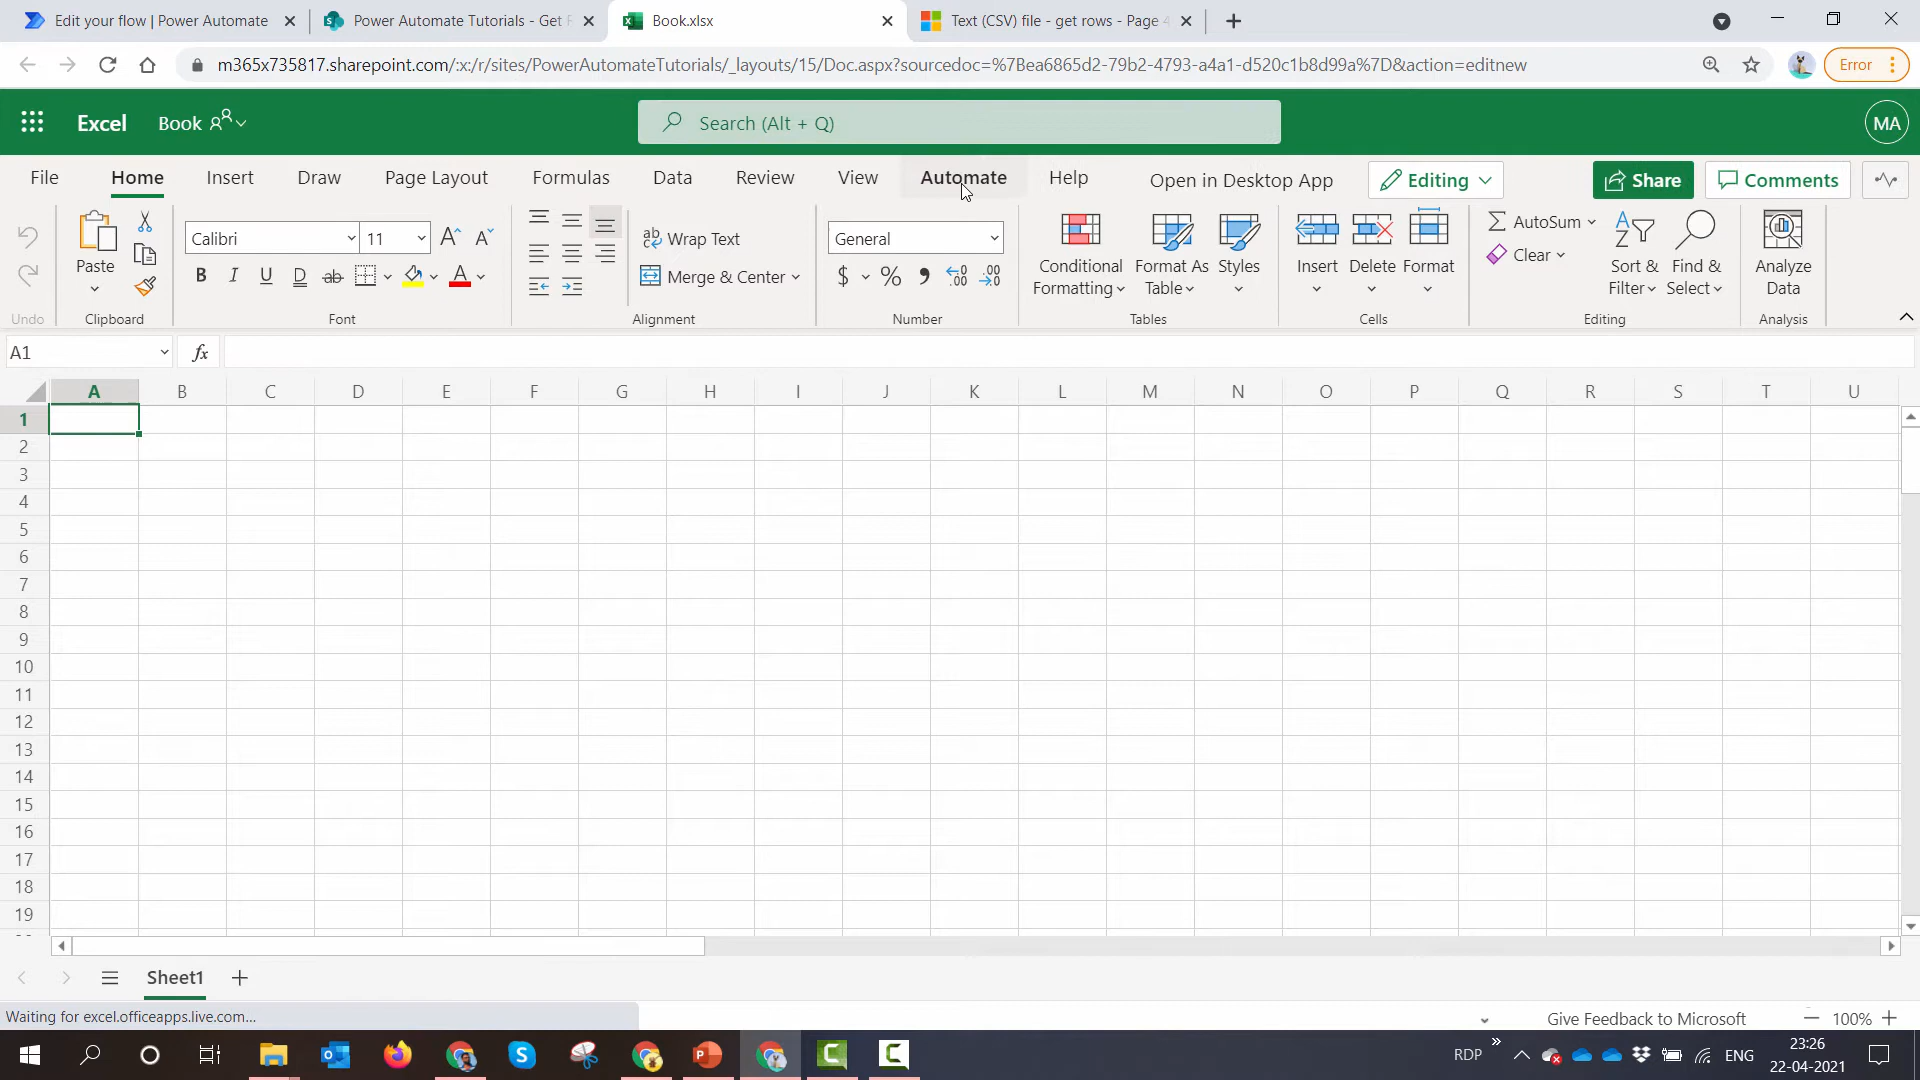 Edit your flow | Power Automate
Power Automate Tutorials - Get R
Book.xlsx
Text (CSV) file - get rows - Page 4
m365x735817.sharepoint.com/:x:/r/sites/PowerAutomateTutorials/_layouts/15/Doc.aspx?sourcedoc=%7Bea6865d2-79b2-4793-a4a1-d520c1b8d99a%7D&action=editnew
Error
Excel
Book
Search (Alt + Q)
MA
File
Home
Insert
Draw
Page Layout
Formulas
Data
Review
View
Automate
Help
Open in Desktop App
Editing
Share
Comments
Paste
Calibri
11
Wrap Text
Merge & Center
General
Conditional
Formatting
Format As
Table
Styles
Insert
Delete
Format
AutoSum
Clear
Sort &
Filter
Find &
Select
Analyze
Data
Undo
Clipboard
Font
Alignment
Number
Tables
Cells
Editing
Analysis
A1
fx
A B C D E F G H I J K L M N O P Q R S T U
1
2
3
4
5
6
7
8
9
10
11
12
13
14
15
16
17
18
19
Sheet1
Waiting for excel.officeapps.live.com...
Give Feedback to Microsoft
100%
RDP
ENG
23:26
22-04-2021